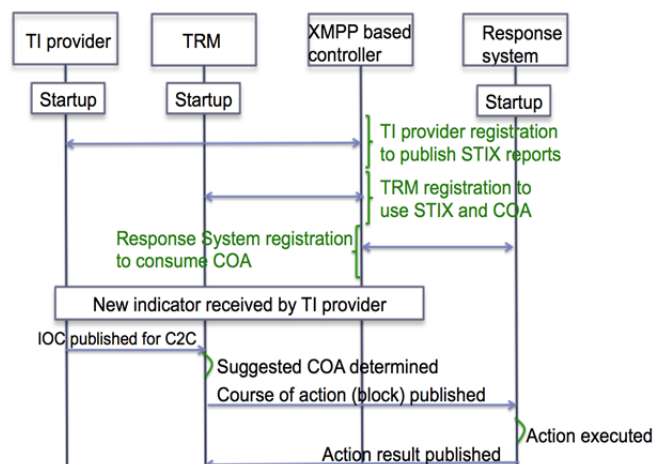 TI provider
TRM
XMPP based
controller
Response
system
Startup
Startup
Startup
TI provider registration
to publish STIX reports
TRM registration to
use STIX and COA
Response System registration
to consume COA
New indicator received by TI provider
IOC published for C2C
Suggested COA determined
Course of action (block) published
Action executed
Action result published